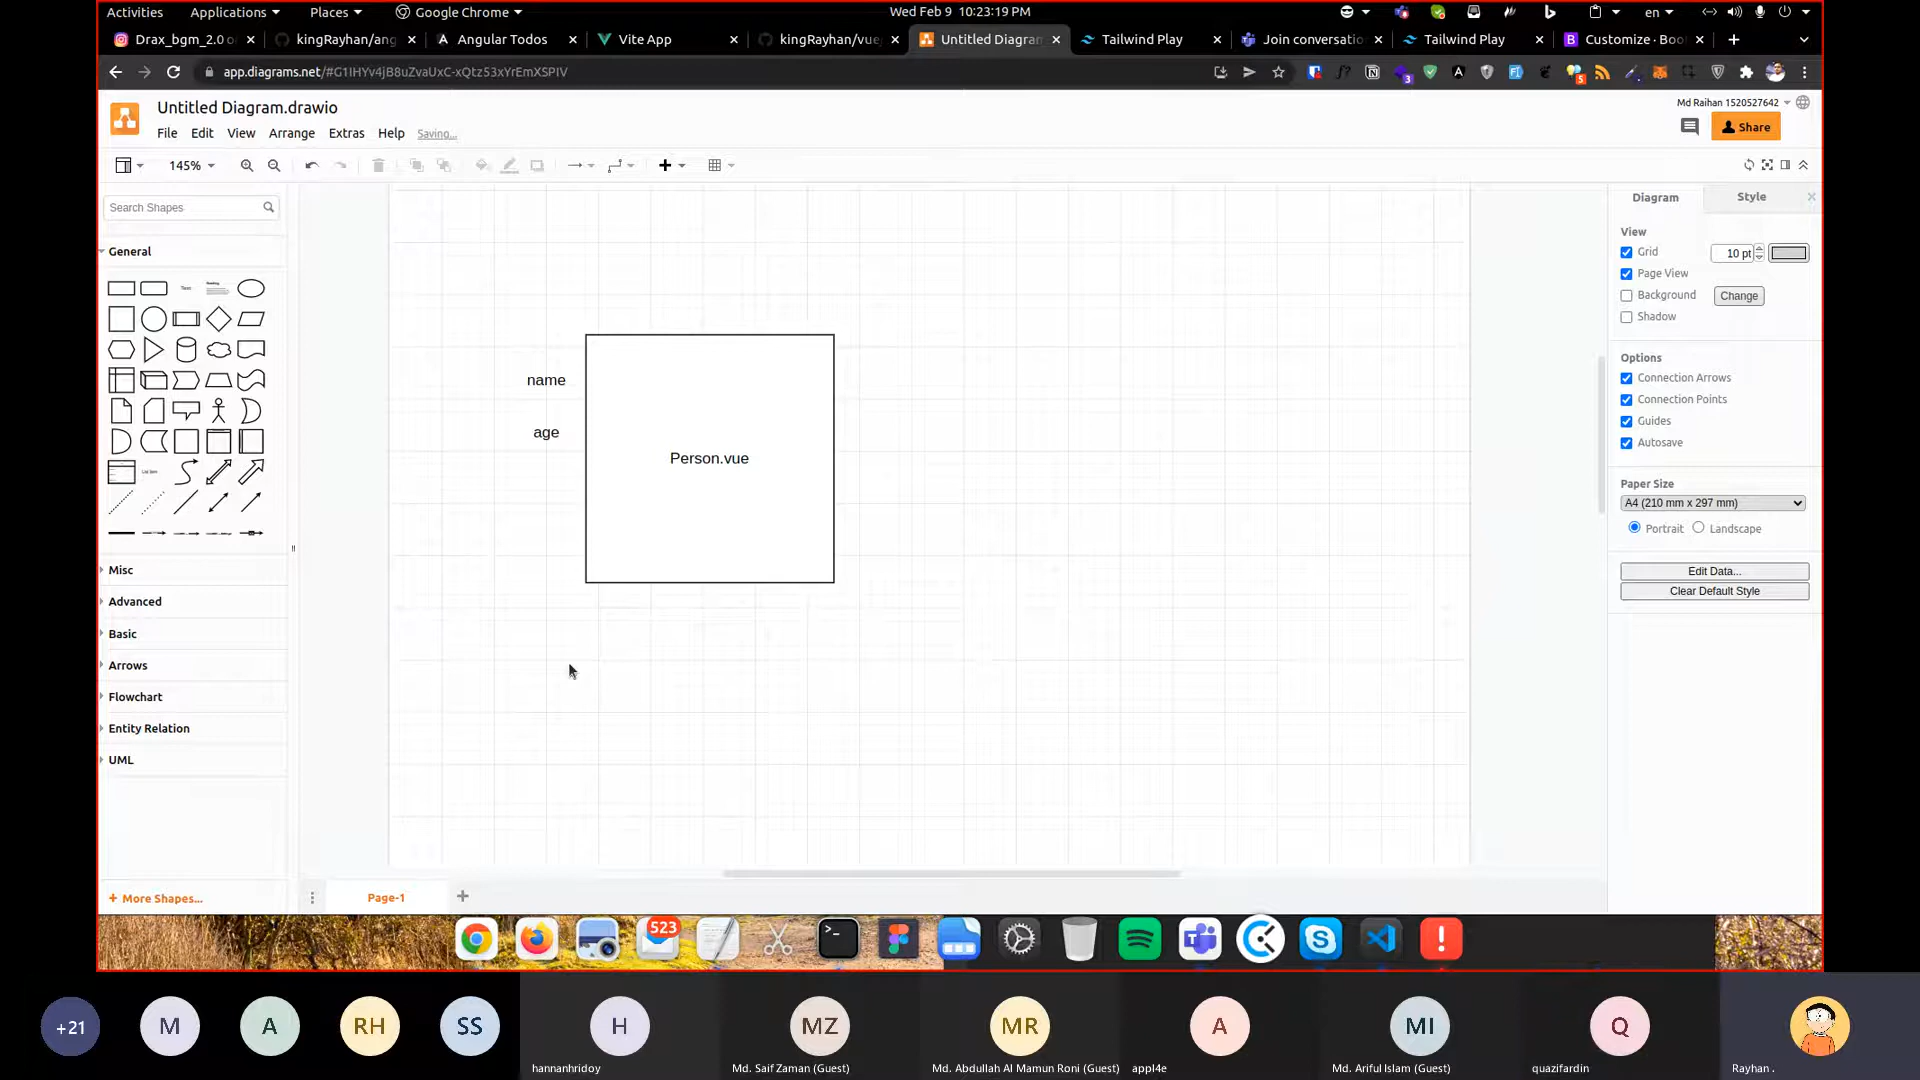 Activities Applications Places Google Chrome Wed Feb 9 10:23:19 PM en
Drax_bgm_2.0 o kingRayhan/ang Angular Todos Vite App kingRayhan/vue Untitled Diagram Tailwind Play Join conversatio Tailwind Play Customize · Boo
app.diagrams.net/#G1IHYv4jB8uZvaUxC-xQtz53xYrEmXSPIV
Untitled Diagram.drawio
Md Raihan 1520527642
File Edit View Arrange Extras Help Saving...
Share
145%
Search Shapes
General
Misc
Advanced
Basic
Arrows
Flowchart
Entity Relation
UML
+ More Shapes...
name
age
Person.vue
Page-1
Diagram Style
View
Grid 10 pt
Page View
Background Change
Shadow
Options
Connection Arrows
Connection Points
Guides
Autosave
Paper Size
A4 (210 mm x 297 mm)
Portrait Landscape
Edit Data...
Clear Default Style
523
+21 M A RH SS H MZ MR A MI Q
hannanhridoy Md. Saif Zaman (Guest) Md. Abdullah Al Mamun Roni (Guest) appl4e Md. Ariful Islam (Guest) quazifardin Rayhan .